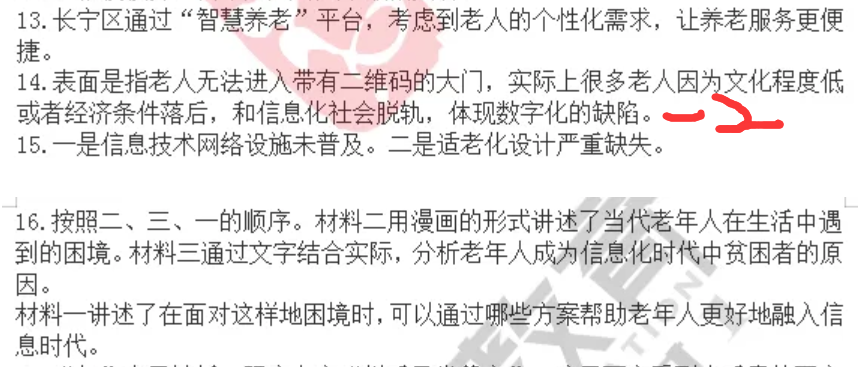 13.长宁区通过“智慧养老”平台，考虑到老人的个性化需求，让养老服务更便
捷。
14.表面是指老人无法进入带有二维码的大门，实际上很多老人因为文化程度低
或者经济条件落后，和信息化社会脱轨，体现数字化的缺陷。
15.一是信息技术网络设施未普及。二是适老化设计严重缺失。
16.按照二、三、一的顺序。材料二用漫画的形式讲述了当代老年人在生活中遇
到的困境。材料三通过文字结合实际，分析老年人成为信息化时代中贫困者的原
因。
材料一讲述了在面对这样地困境时，可以通过哪些方案帮助老年人更好地融入信
息时代。